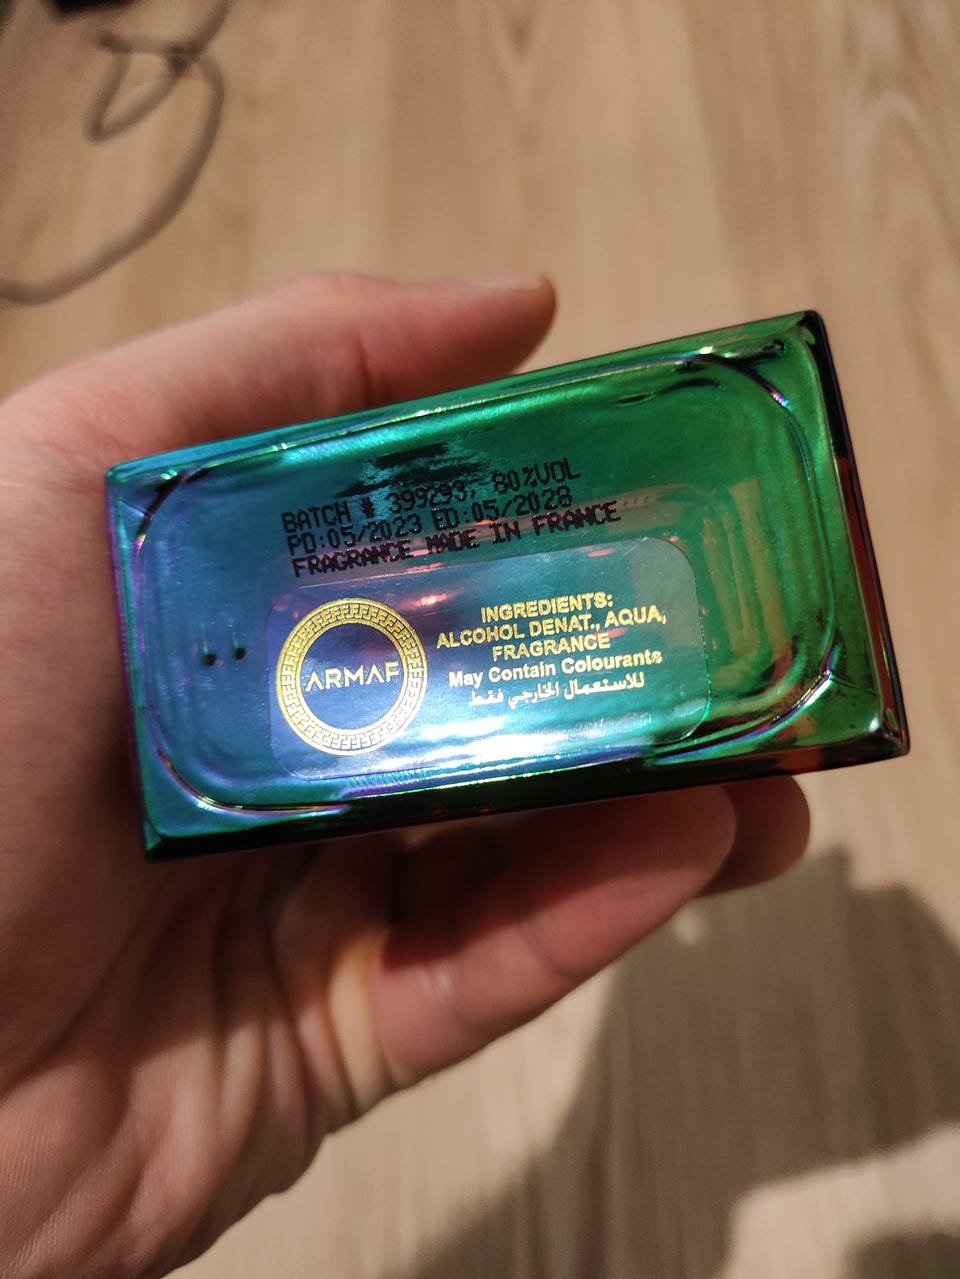 BATCH # 399293, 80%VOL
PD:05/2023 ED:05/2028
FRAGRANCE MADE IN FRANCE
ARMAF
INGREDIENTS:
ALCOHOL DENAT., AQUA,
FRAGRANCE
May Contain Colourants
للاستعمال الخارجي فقط